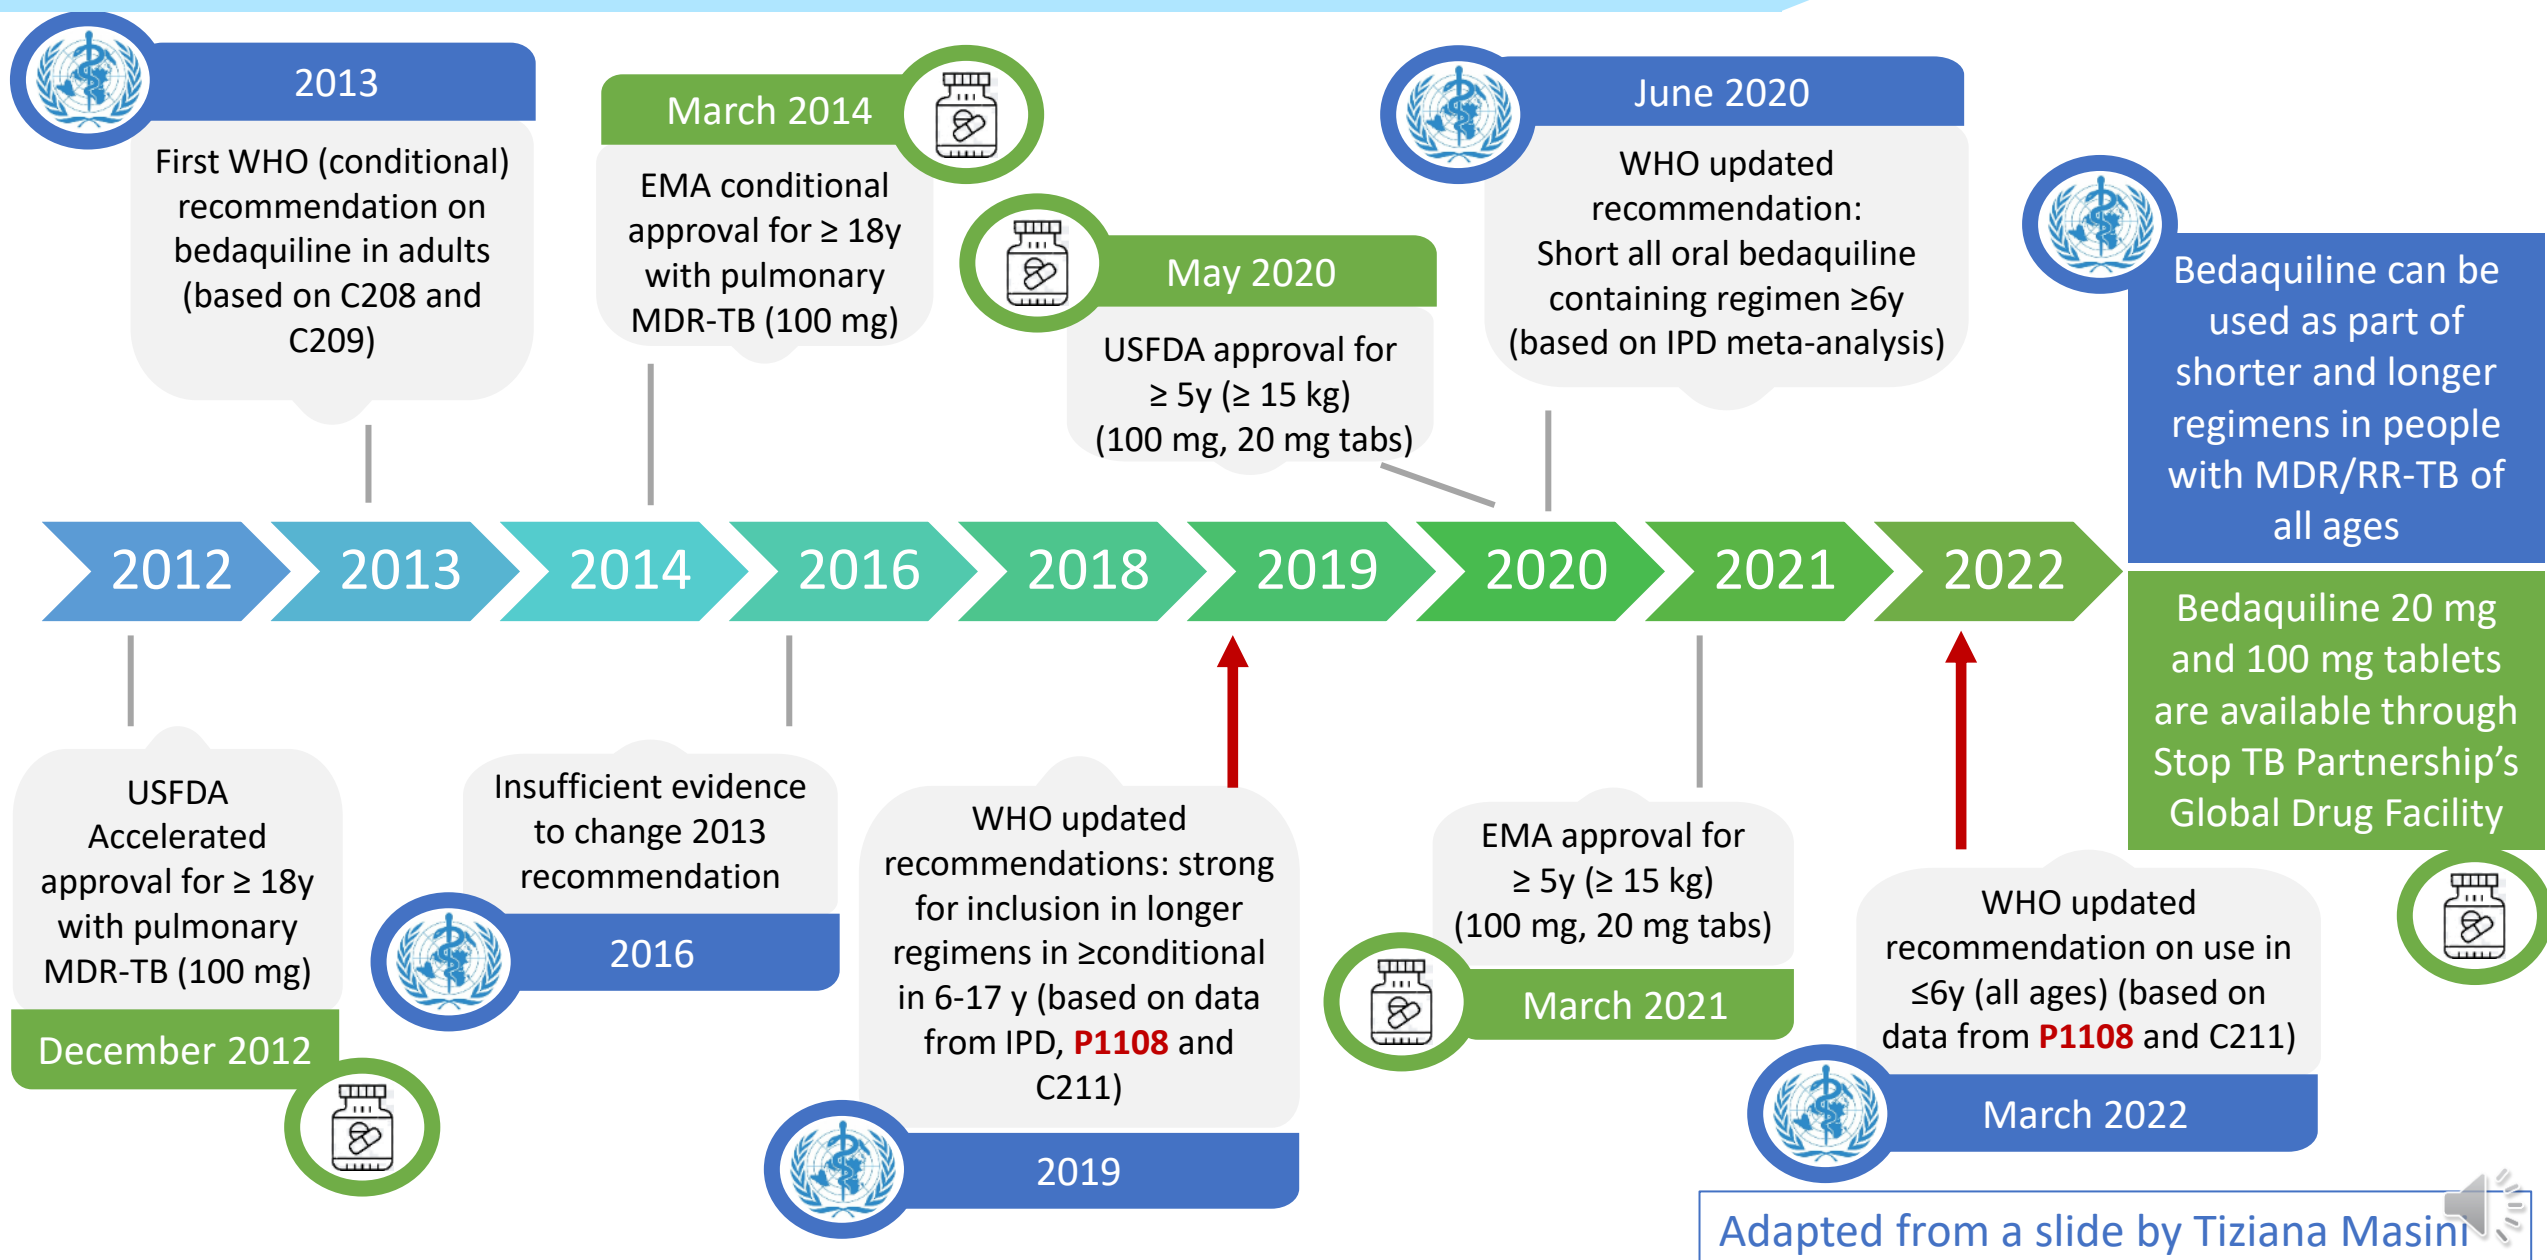 2013
First WHO (conditional)
recommendation on
bedaquiline in adults
(based on C208 and
C209)
March 2014
EMA conditional
approval for ≥ 18y
with pulmonary
MDR-TB (100 mg)
May 2020
USFDA approval for
≥ 5y (≥ 15 kg)
(100 mg, 20 mg tabs)
June 2020
WHO updated
recommendation:
Short all oral bedaquiline
containing regimen ≥6y
(based on IPD meta-analysis)
Bedaquiline can be
used as part of
shorter and longer
regimens in people
with MDR/RR-TB of
all ages
2012
2013
2014
2016
2018
2019
2020
2021
2022
Bedaquiline 20 mg
and 100 mg tablets
are available through
Stop TB Partnership’s
Global Drug Facility
USFDA
Accelerated
approval for ≥ 18y
with pulmonary
MDR-TB (100 mg)
December 2012
Insufficient evidence
to change 2013
recommendation
2016
WHO updated
recommendations: strong
for inclusion in longer
regimens in ≥conditional
in 6-17 y (based on data
from IPD, P1108 and
C211)
2019
EMA approval for
≥ 5y (≥ 15 kg)
(100 mg, 20 mg tabs)
March 2021
WHO updated
recommendation on use in
≤6y (all ages) (based on
data from P1108 and C211)
March 2022
Adapted from a slide by Tiziana Masini